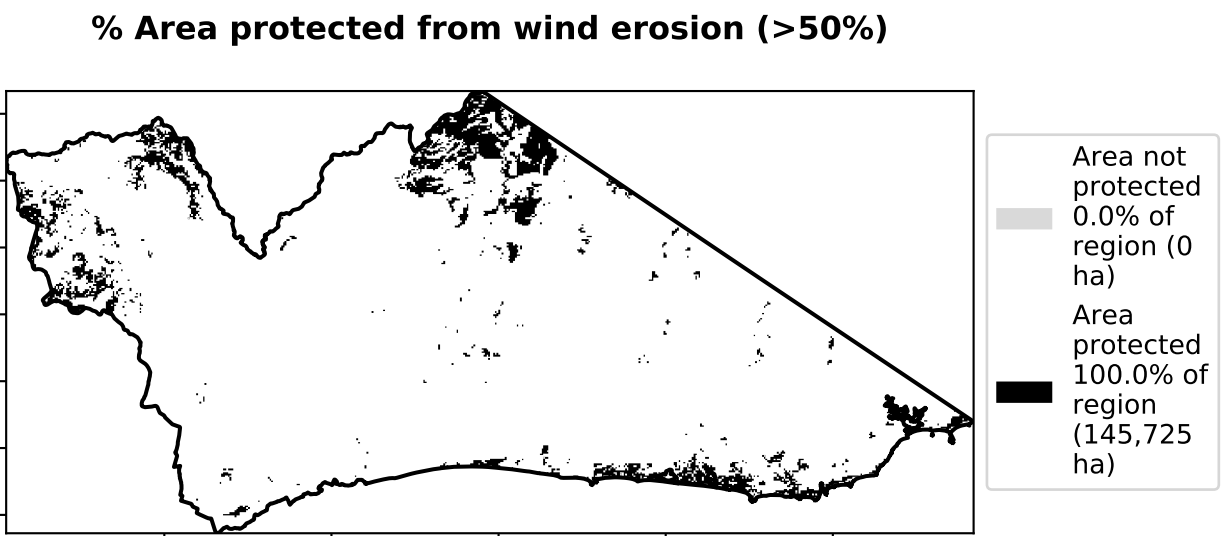 % Area protected from wind erosion (>50%)
Area not
protected
0.0% of
region (0
ha)
Area
protected
100.0% of
region
(145,725
ha)